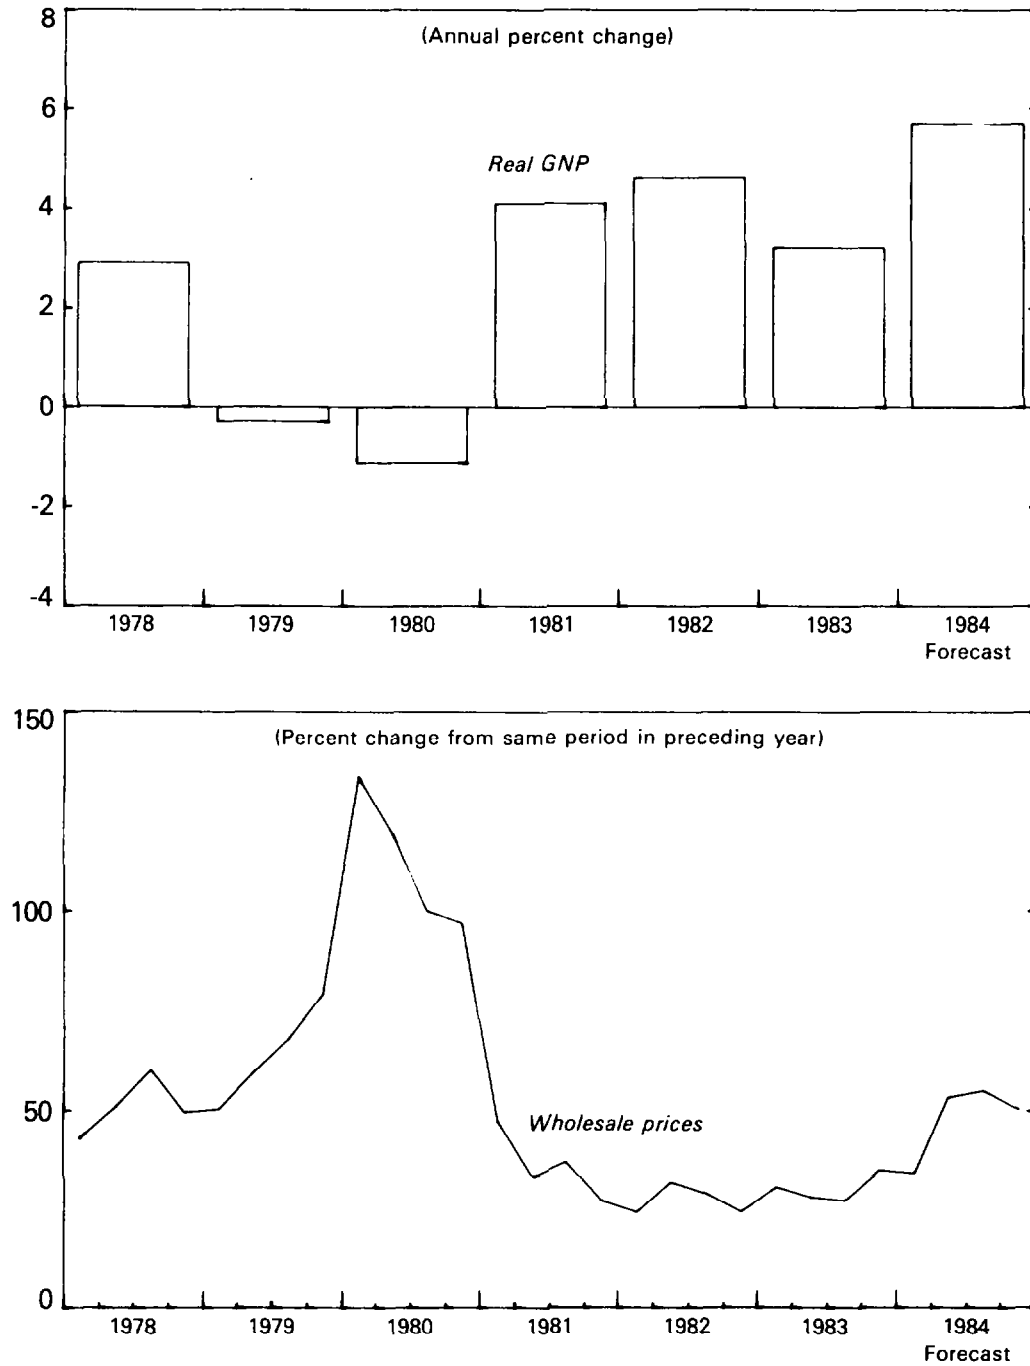 8
(Annual percent change)
6
Real GNP
4
2
0
-2
-4
1978 1979 1980 1981 1982 1983 1984
Forecast
150
(Percent change from same period in preceding year)
100
50
Wholesale prices
0
1978 1979 1980 1981 1982 1983 1984
Forecast